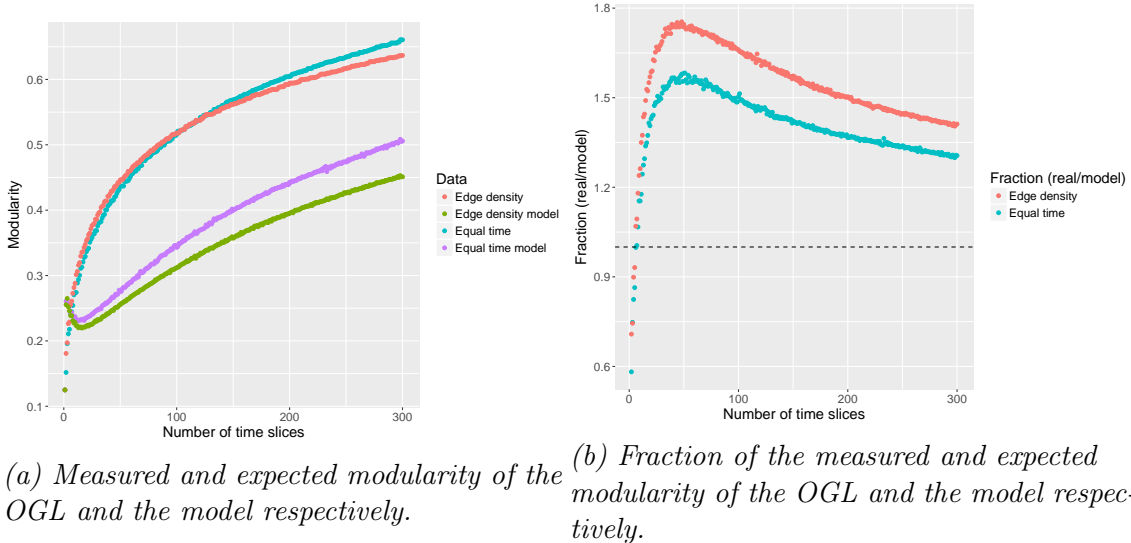 0.6
0.5
0.4
0.3
0.2
0.1
Modularity
0
100
200
300
Number of time slices
Data
Edge density
Edge density model
Equal time
Equal time model
(a) Measured and expected modularity of the
OGL and the model respectively.
1.8
1.5
1.2
0.9
0.6
Fraction (real/model)
0
100
200
300
Number of time slices
Fraction (real/model)
Edge density
Equal time
(b) Fraction of the measured and expected
modularity of the OGL and the model respec-
tively.